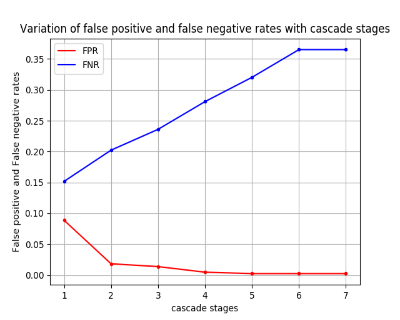 Variation of false positive and false negative rates with cascade stages
FPR
FNR
False positive and False negative rates
0.35
0.30
0.25
0.20
0.15
0.10
0.05
0.00
1 2 3 4 5 6 7
cascade stages